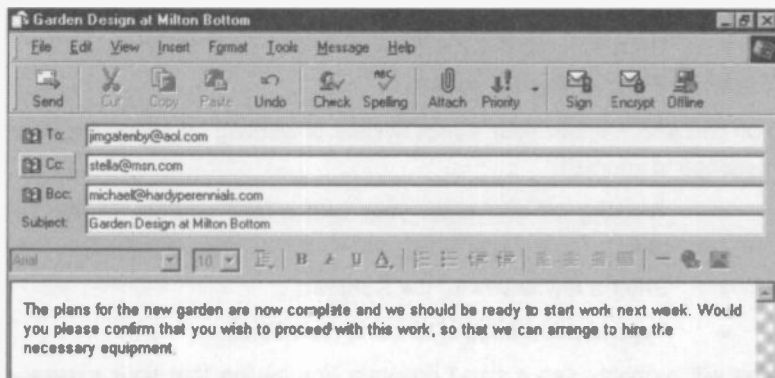 Garden Design at Milton Bottom
File Edit View Insert Format Tools Message Help
Send Cut Copy Paste Undo Check Spelling Attach Priority Sign Encrypt Offline
To: jimgatenby@aol.com
Cc: stella@msn.com
Bcc: michael@hardyperennials.com
Subject: Garden Design at Milton Bottom
Arial 10 B I U A
The plans for the new garden are now complete and we should be ready to start work next week. Would
you please confirm that you wish to proceed with this work, so that we can arrange to hire the
necessary equipment.